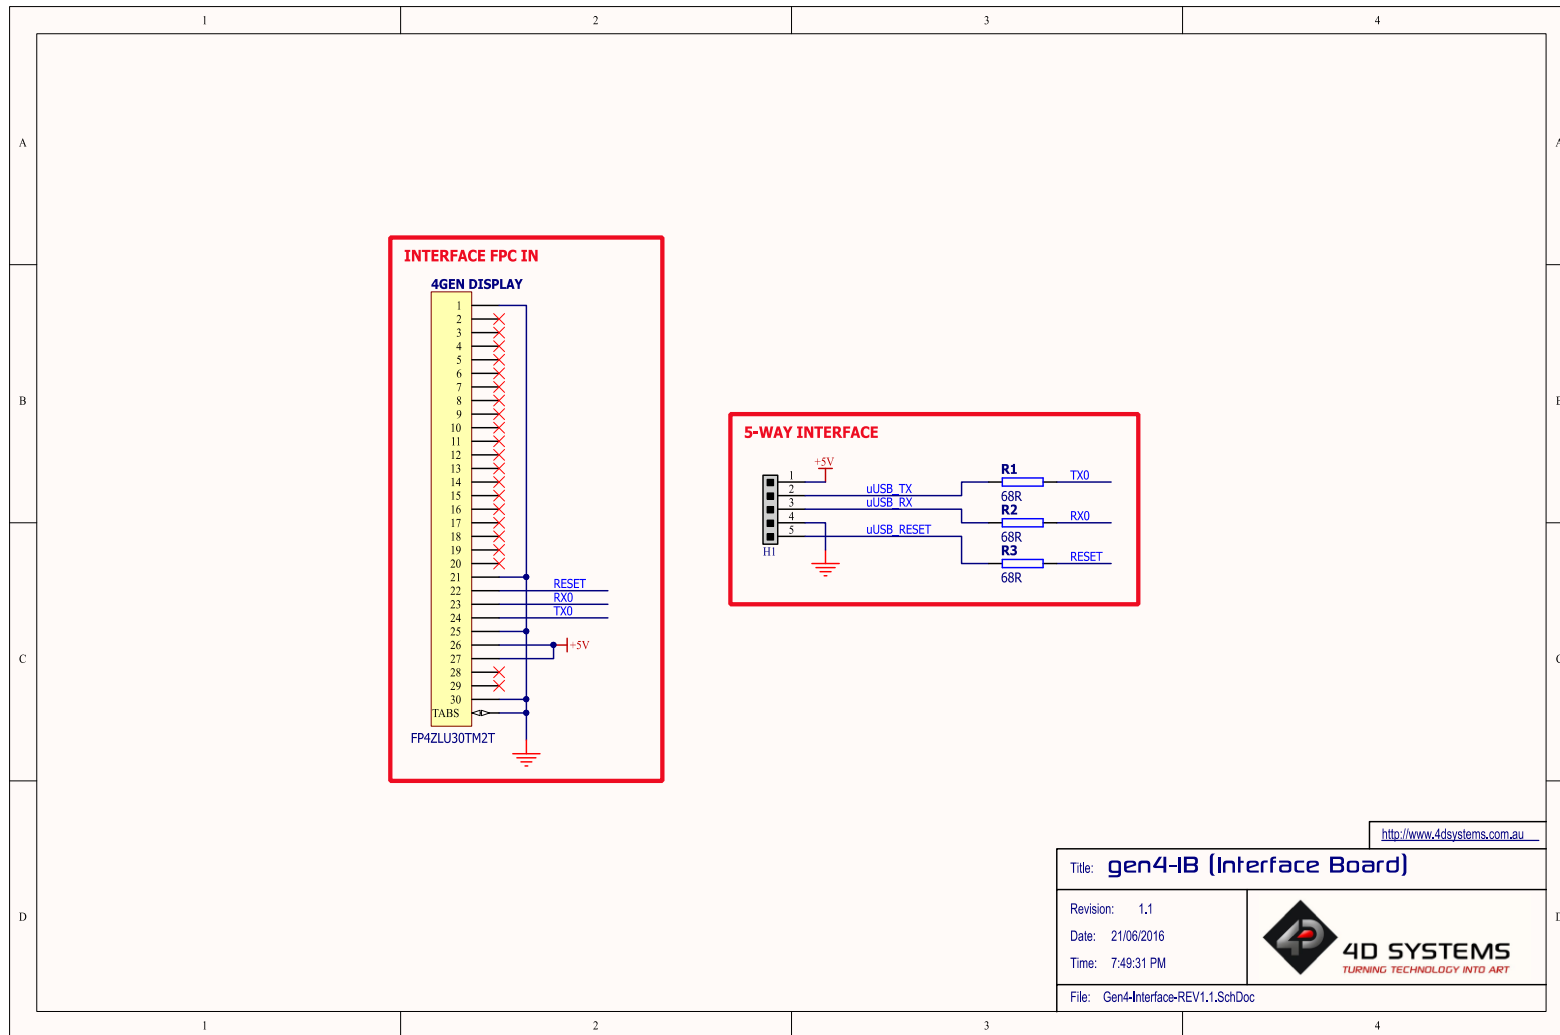 1 2 3 4
A A
INTERFACE FPC IN
4GEN DISPLAY
1
2
3
4
5
6
7
8
9
10
11
12
13
14
15
16
17
18
19
20
21
22 RESET
23 RX0
24 TX0
25
26 +5V
27
28
29
30
TABS
FP4ZLU30TM2T
B
5-WAY INTERFACE
+5V
1
2 uUSB_TX
3 uUSB_RX
4
5 uUSB_RESET
H1
R1 TX0
68R
R2 RX0
68R
R3 RESET
68R
C
http://www.4dsystems.com.au
Title: gen4-IB (Interface Board)
Revision: 1.1
Date: 21/06/2016
Time: 7:49:31 PM
4D SYSTEMS
TURNING TECHNOLOGY INTO ART
File: Gen4-Interface-REV1.1.SchDoc
D
1 2 3 4